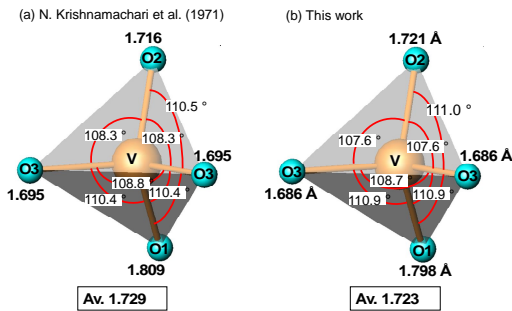 (a) N. Krishnamachari et al. (1971)
1.716
O2
110.5 °
108.3 °
108.3 °
V
O3
1.695
1.695
O3
108.8 °
110.4 °
110.4 °
O1
1.809
Av. 1.729
(b) This work
1.721 Å
O2
111.0 °
107.6 °
107.6 °
V
O3
1.686 Å
1.686 Å
O3
108.7 °
110.9 °
110.9 °
O1
1.798 Å
Av. 1.723